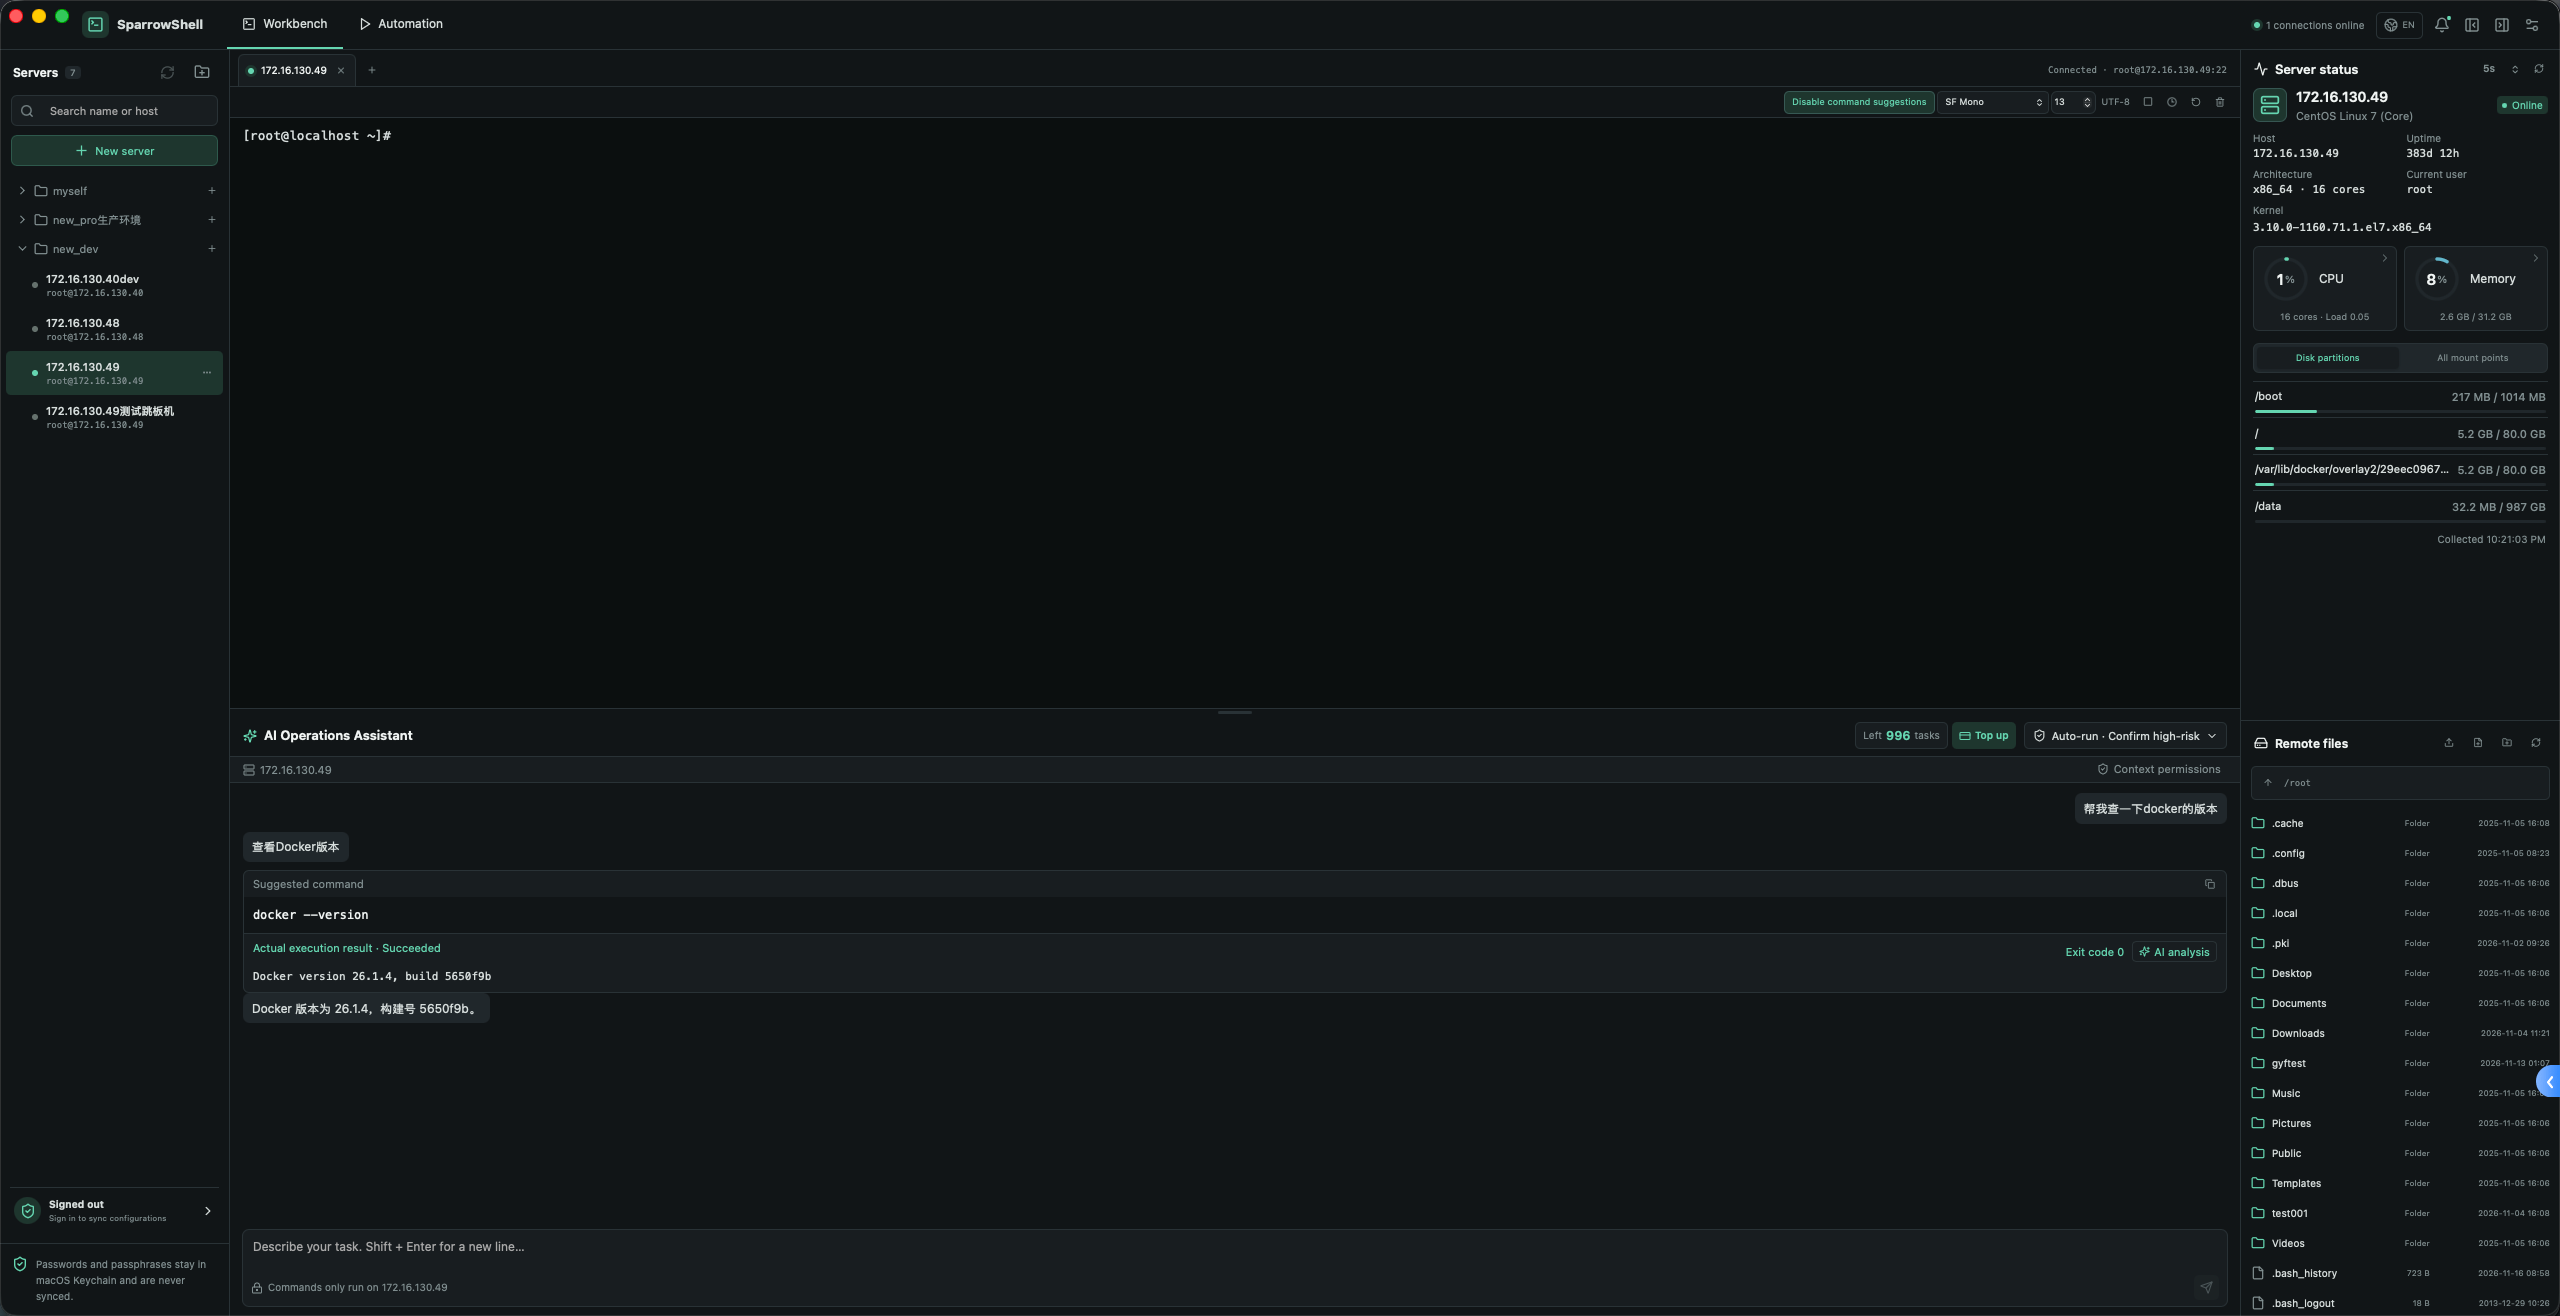 SparrowShell
Workbench
Automation
1 connections online
EN
Servers 7
Search name or host
New server
myself
new_pro生产环境
new_dev
172.16.130.40dev
root@172.16.130.40
172.16.130.48
root@172.16.130.48
172.16.130.49
root@172.16.130.49
172.16.130.49测试跳板机
root@172.16.130.49
Signed out
Sign in to sync configurations
Passwords and passphrases stay in
macOS Keychain and are never
synced.
172.16.130.49
Connected · root@172.16.130.49:22
Disable command suggestions
SF Mono
13
UTF-8
[root@localhost ~]#
AI Operations Assistant
Left 996 tasks
Top up
Auto-run · Confirm high-risk
172.16.130.49
Context permissions
帮我查一下docker的版本
查看Docker版本
Suggested command
docker --version
Actual execution result · Succeeded
Exit code 0
AI analysis
Docker version 26.1.4, build 5650f9b
Docker 版本为 26.1.4，构建号 5650f9b。
Describe your task. Shift + Enter for a new line...
Commands only run on 172.16.130.49
Server status
5s
172.16.130.49
CentOS Linux 7 (Core)
Online
Host
Uptime
172.16.130.49
383d 12h
Architecture
Current user
x86_64 · 16 cores
root
Kernel
3.10.0-1160.71.1.el7.x86_64
1% CPU
16 cores · Load 0.05
8% Memory
2.6 GB / 31.2 GB
Disk partitions
All mount points
/boot 217 MB / 1014 MB
/ 5.2 GB / 80.0 GB
/var/lib/docker/overlay2/29eec0967... 5.2 GB / 80.0 GB
/data 32.2 MB / 987 GB
Collected 10:21:03 PM
Remote files
/root
.cache Folder 2025-11-05 16:08
.config Folder 2025-11-05 08:23
.dbus Folder 2025-11-05 16:06
.local Folder 2025-11-05 16:06
.pki Folder 2026-11-02 09:26
Desktop Folder 2025-11-05 16:06
Documents Folder 2025-11-05 16:06
Downloads Folder 2026-11-04 11:21
gyftest Folder 2026-11-13 01:07
Music Folder 2025-11-05 16:
Pictures Folder 2025-11-05 16:06
Public Folder 2025-11-05 16:06
Templates Folder 2025-11-05 16:06
test001 Folder 2026-11-04 16:08
Videos Folder 2025-11-05 16:06
.bash_history 723 B 2026-11-16 08:58
.bash_logout 18 B 2013-12-29 10:26